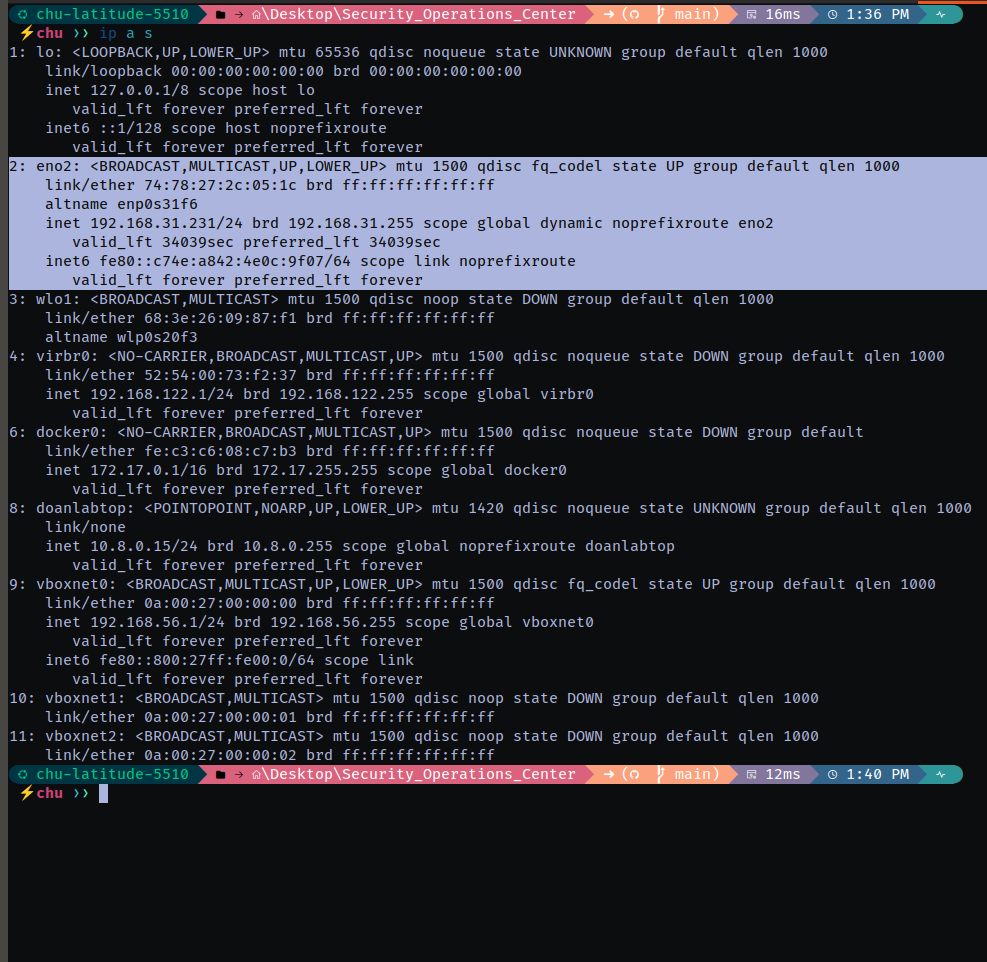 chu-latitude-5510 → ~\Desktop\Security_Operations_Center → ( main) 16ms 1:36 PM
⚡chu ❯❯ ip a s
1: lo: <LOOPBACK,UP,LOWER_UP> mtu 65536 qdisc noqueue state UNKNOWN group default qlen 1000
    link/loopback 00:00:00:00:00:00 brd 00:00:00:00:00:00
    inet 127.0.0.1/8 scope host lo
       valid_lft forever preferred_lft forever
    inet6 ::1/128 scope host noprefixroute
       valid_lft forever preferred_lft forever
2: eno2: <BROADCAST,MULTICAST,UP,LOWER_UP> mtu 1500 qdisc fq_codel state UP group default qlen 1000
    link/ether 74:78:27:2c:05:1c brd ff:ff:ff:ff:ff:ff
    altname enp0s31f6
    inet 192.168.31.231/24 brd 192.168.31.255 scope global dynamic noprefixroute eno2
       valid_lft 34039sec preferred_lft 34039sec
    inet6 fe80::c74e:a842:4e0c:9f07/64 scope link noprefixroute
       valid_lft forever preferred_lft forever
3: wlo1: <BROADCAST,MULTICAST> mtu 1500 qdisc noop state DOWN group default qlen 1000
    link/ether 68:3e:26:09:87:f1 brd ff:ff:ff:ff:ff:ff
    altname wlp0s20f3
4: virbr0: <NO-CARRIER,BROADCAST,MULTICAST,UP> mtu 1500 qdisc noqueue state DOWN group default qlen 1000
    link/ether 52:54:00:73:f2:37 brd ff:ff:ff:ff:ff:ff
    inet 192.168.122.1/24 brd 192.168.122.255 scope global virbr0
       valid_lft forever preferred_lft forever
6: docker0: <NO-CARRIER,BROADCAST,MULTICAST,UP> mtu 1500 qdisc noqueue state DOWN group default
    link/ether fe:c3:c6:08:c7:b3 brd ff:ff:ff:ff:ff:ff
    inet 172.17.0.1/16 brd 172.17.255.255 scope global docker0
       valid_lft forever preferred_lft forever
8: doanlabtop: <POINTOPOINT,NOARP,UP,LOWER_UP> mtu 1420 qdisc noqueue state UNKNOWN group default qlen 1000
    link/none
    inet 10.8.0.15/24 brd 10.8.0.255 scope global noprefixroute doanlabtop
       valid_lft forever preferred_lft forever
9: vboxnet0: <BROADCAST,MULTICAST,UP,LOWER_UP> mtu 1500 qdisc fq_codel state UP group default qlen 1000
    link/ether 0a:00:27:00:00:00 brd ff:ff:ff:ff:ff:ff
    inet 192.168.56.1/24 brd 192.168.56.255 scope global vboxnet0
       valid_lft forever preferred_lft forever
    inet6 fe80::800:27ff:fe00:0/64 scope link
       valid_lft forever preferred_lft forever
10: vboxnet1: <BROADCAST,MULTICAST> mtu 1500 qdisc noop state DOWN group default qlen 1000
    link/ether 0a:00:27:00:00:01 brd ff:ff:ff:ff:ff:ff
11: vboxnet2: <BROADCAST,MULTICAST> mtu 1500 qdisc noop state DOWN group default qlen 1000
    link/ether 0a:00:27:00:00:02 brd ff:ff:ff:ff:ff:ff
chu-latitude-5510 → ~\Desktop\Security_Operations_Center → ( main) 12ms 1:40 PM
⚡chu ❯❯